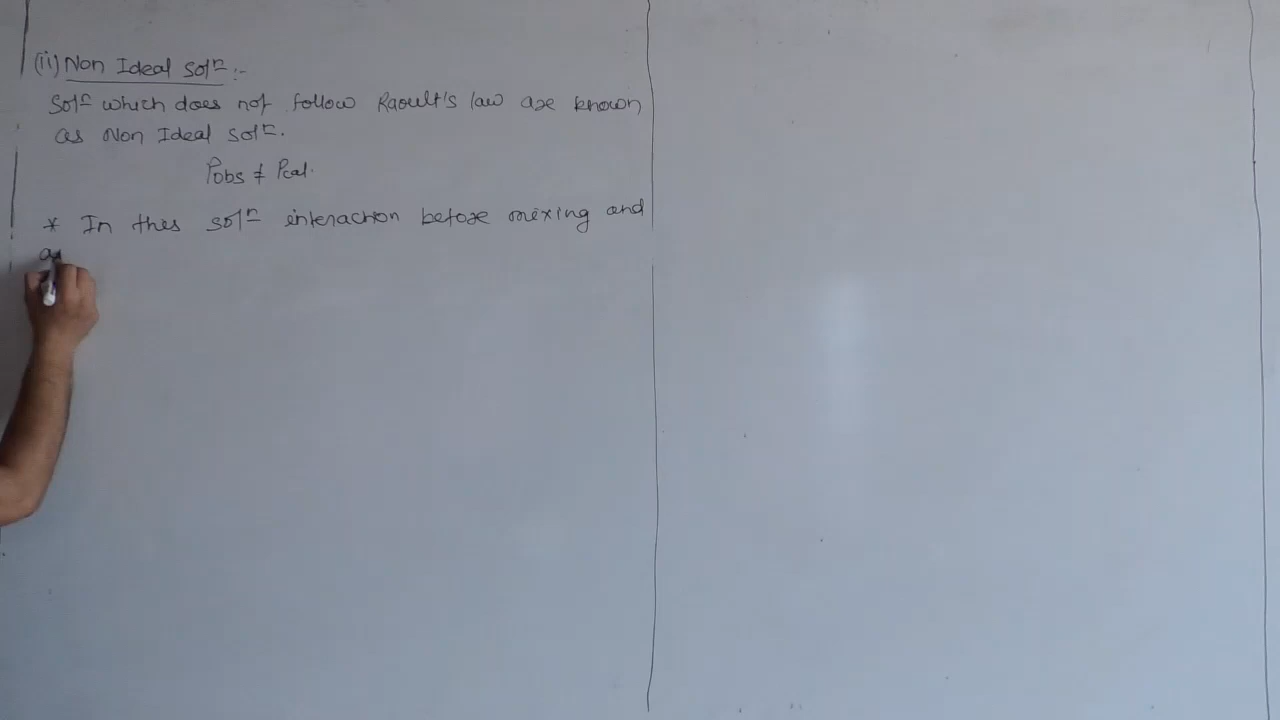 (ii) Non Ideal Solⁿ :-
Solⁿ which does not follow Raoult's law are known
as Non Ideal Solⁿ.
Pobs ≠ Pcal.
* In this solⁿ interaction before mixing and